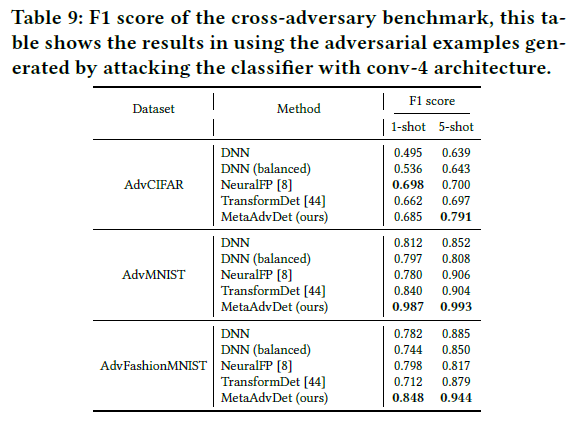 Table 9: F1 score of the cross-adversary benchmark, this ta-
ble shows the results in using the adversarial examples gen-
erated by attacking the classifier with conv-4 architecture.
Dataset Method F1 score
1-shot 5-shot
DNN 0.495 0.639
DNN (balanced) 0.536 0.643
NeuralFP [8] 0.698 0.700
AdvCIFAR TransformDet [44] 0.662 0.697
MetaAdvDet (ours) 0.685 0.791
DNN 0.812 0.852
DNN (balanced) 0.797 0.808
NeuralFP [8] 0.780 0.906
AdvMNIST TransformDet [44] 0.840 0.904
MetaAdvDet (ours) 0.987 0.993
DNN 0.782 0.885
DNN (balanced) 0.744 0.850
AdvFashionMNIST NeuralFP [8] 0.798 0.817
TransformDet [44] 0.712 0.879
MetaAdvDet (ours) 0.848 0.944